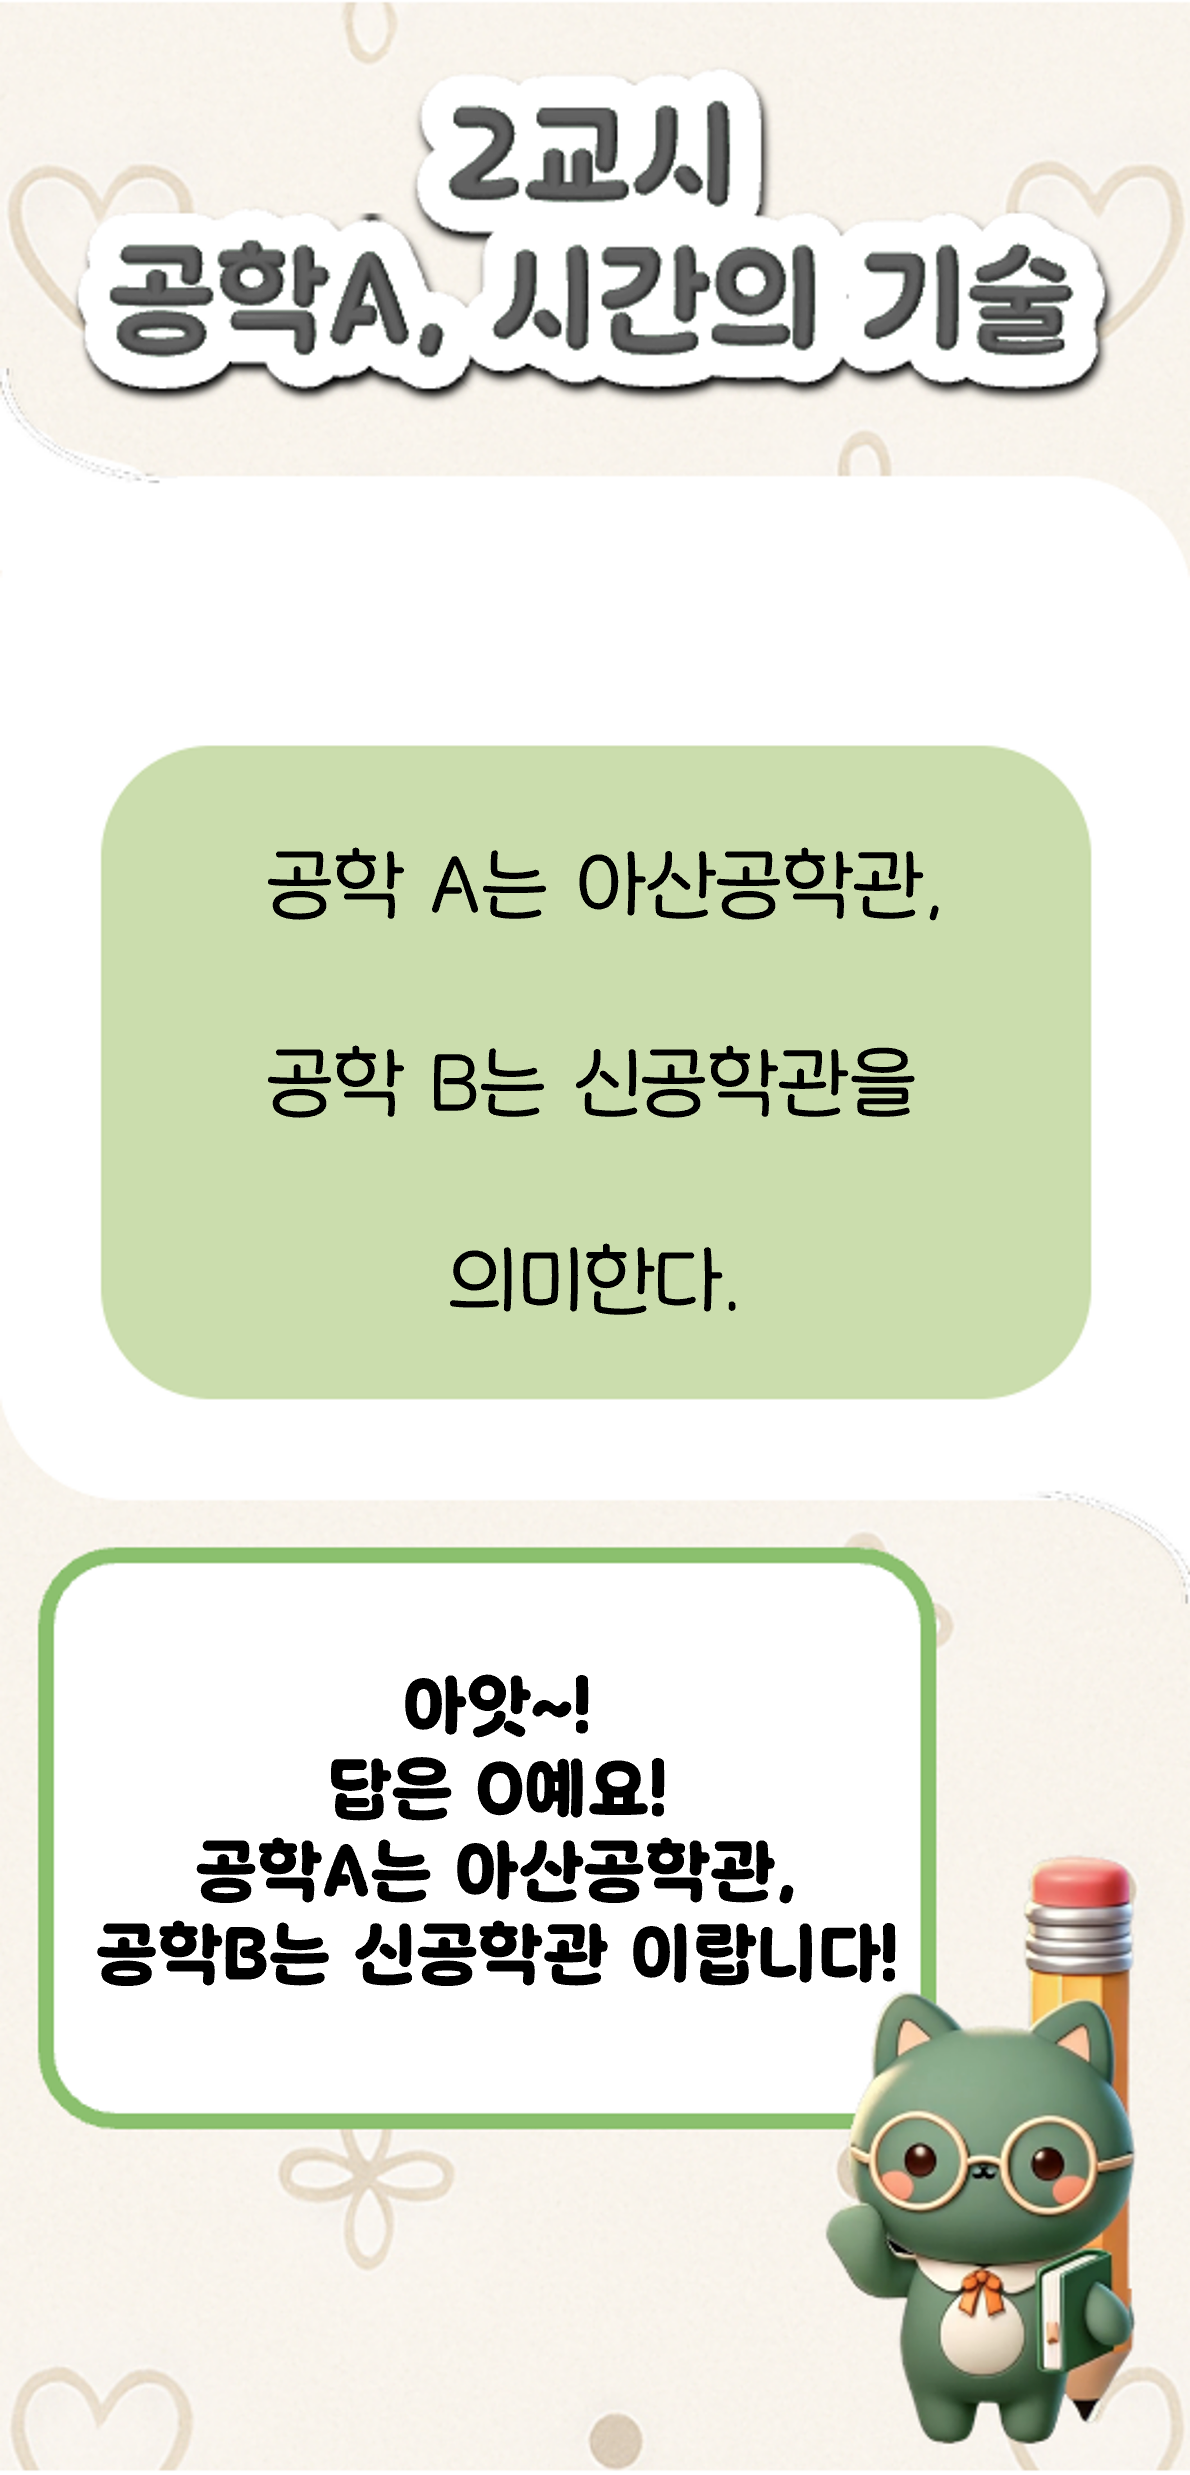 2교시
공학A, 시간의 기술
공학 A는 아산공학관,
공학 B는 신공학관을
의미한다.
아앗~!
답은 O예요!
공학A는 아산공학관,
공학B는 신공학관 이랍니다!